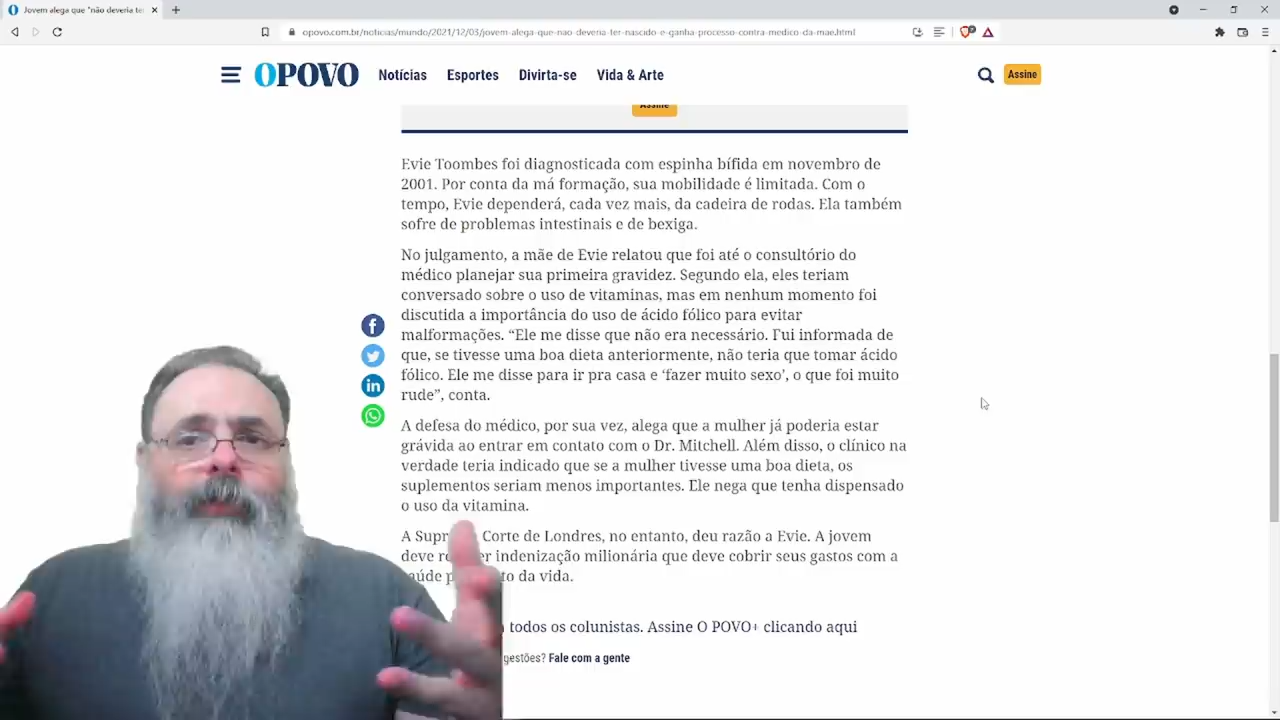 Jovem alega que "não deveria ter
opovo.com.br/noticias/mundo/2021/12/03/jovem-alega-que-nao-deveria-ter-nascido-e-ganha-processo-contra-medico-da-mae.html
OPOVO Notícias Esportes Divirta-se Vida & Arte Assine
Assine
Evie Toombes foi diagnosticada com espinha bífida em novembro de
2001. Por conta da má formação, sua mobilidade é limitada. Com o
tempo, Evie dependerá, cada vez mais, da cadeira de rodas. Ela também
sofre de problemas intestinais e de bexiga.
No julgamento, a mãe de Evie relatou que foi até o consultório do
médico planejar sua primeira gravidez. Segundo ela, eles teriam
conversado sobre o uso de vitaminas, mas em nenhum momento foi
discutida a importância do uso de ácido fólico para evitar
malformações. “Ele me disse que não era necessário. Fui informada de
que, se tivesse uma boa dieta anteriormente, não teria que tomar ácido
fólico. Ele me disse para ir pra casa e ‘fazer muito sexo’, o que foi muito
rude”, conta.
A defesa do médico, por sua vez, alega que a mulher já poderia estar
grávida ao entrar em contato com o Dr. Mitchell. Além disso, o clínico na
verdade teria indicado que se a mulher tivesse uma boa dieta, os
suplementos seriam menos importantes. Ele nega que tenha dispensado
o uso da vitamina.
A Corte de Londres, no entanto, deu razão a Evie. A jovem
deve indenização milionária que deve cobrir seus gastos com a
da vida.
todos os colunistas. Assine O POVO+ clicando aqui
Fale com a gente